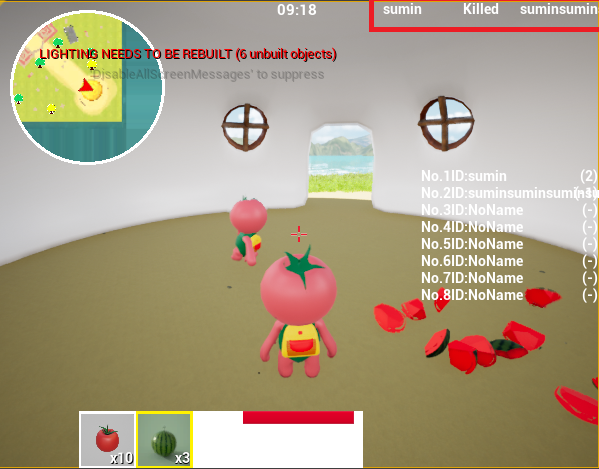 09:18
sumin Killed suminsumin
LIGHTING NEEDS TO BE REBUILT (6 unbuilt objects)
'DisableAllScreenMessages' to suppress
No.1ID:sumin (2)
No.2ID:suminsuminsumin
No.3ID:NoName (-)
No.4ID:NoName (-)
No.5ID:NoName (-)
No.6ID:NoName (-)
No.7ID:NoName (-)
No.8ID:NoName (-)
x10
x3